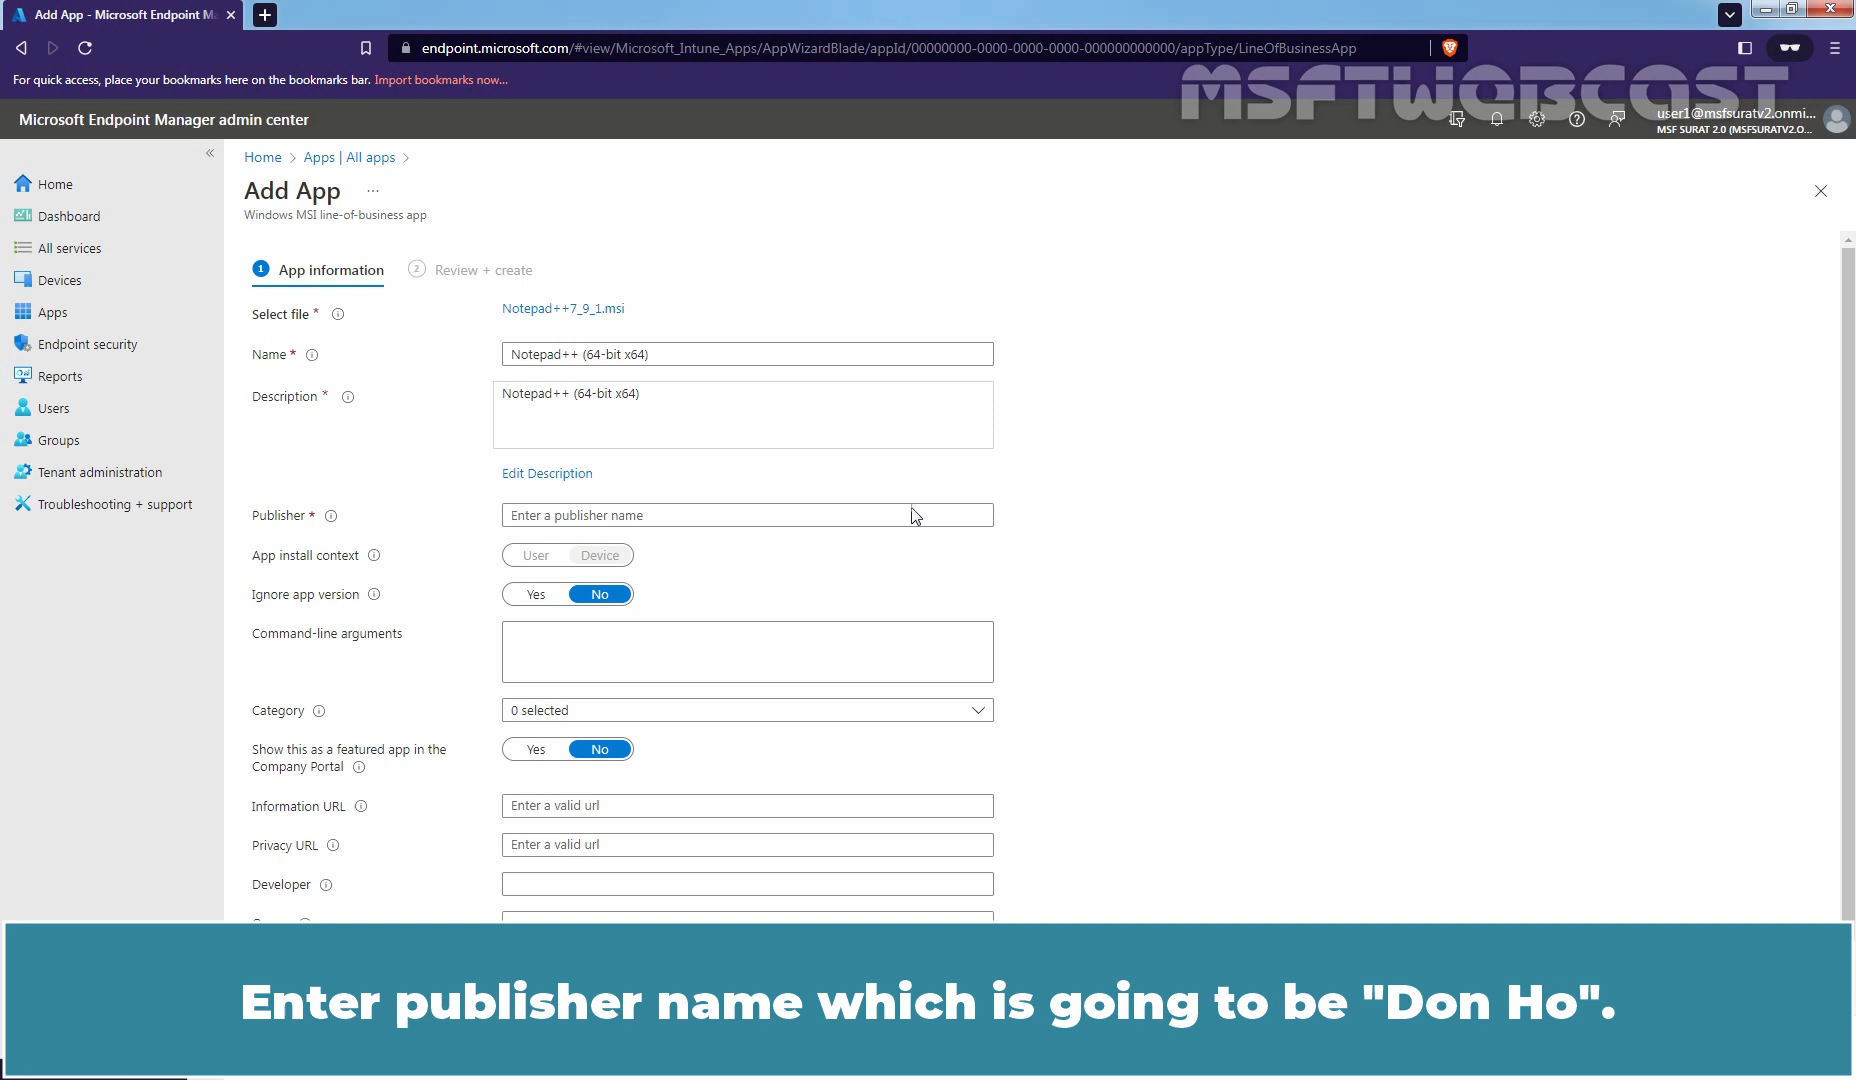 Add App - Microsoft Endpoint Ma
endpoint.microsoft.com/#view/Microsoft_Intune_Apps/AppWizardBlade/appId/00000000-0000-0000-0000-000000000000/appType/LineOfBusinessApp
For quick access, place your bookmarks here on the bookmarks bar. Import bookmarks now...
MSFTWEBCAST
Microsoft Endpoint Manager admin center
user1@msfsuratv2.onmi...
MSF SURAT 2.0 (MSFSURATV2.O...
Home > Apps | All apps >
Add App ...
Windows MSI line-of-business app
Home
Dashboard
All services
Devices
Apps
Endpoint security
Reports
Users
Groups
Tenant administration
Troubleshooting + support
1 App information 2 Review + create
Select file * Notepad++7_9_1.msi
Name * Notepad++ (64-bit x64)
Description * Notepad++ (64-bit x64)
Edit Description
Publisher * Enter a publisher name
App install context User Device
Ignore app version Yes No
Command-line arguments
Category 0 selected
Show this as a featured app in the Company Portal Yes No
Information URL Enter a valid url
Privacy URL Enter a valid url
Developer
Enter publisher name which is going to be "Don Ho".